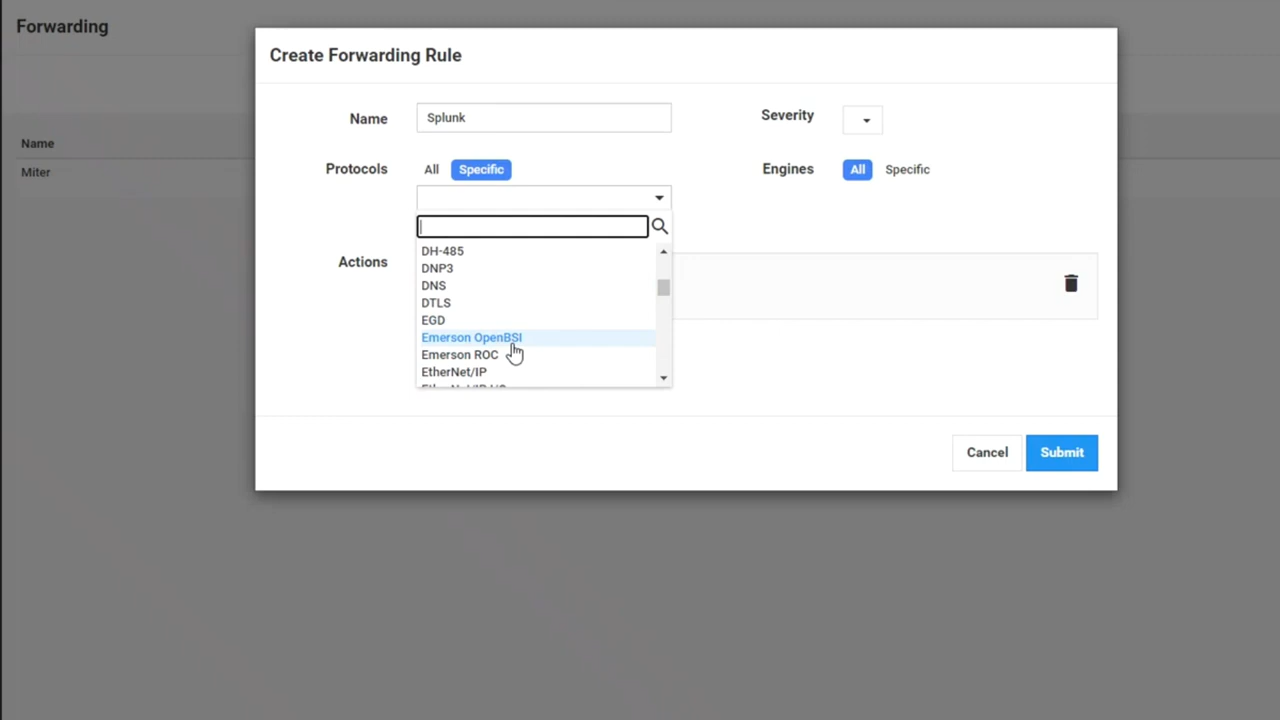 Forwarding
Create Forwarding Rule
Name
Splunk
Severity
Name
Protocols
All
Specific
Engines
All
Specific
Miter
DH-485
Actions
DNP3
DNS
DTLS
EGD
Emerson OpenBSI
Emerson ROC
EtherNet/IP
Cancel
Submit